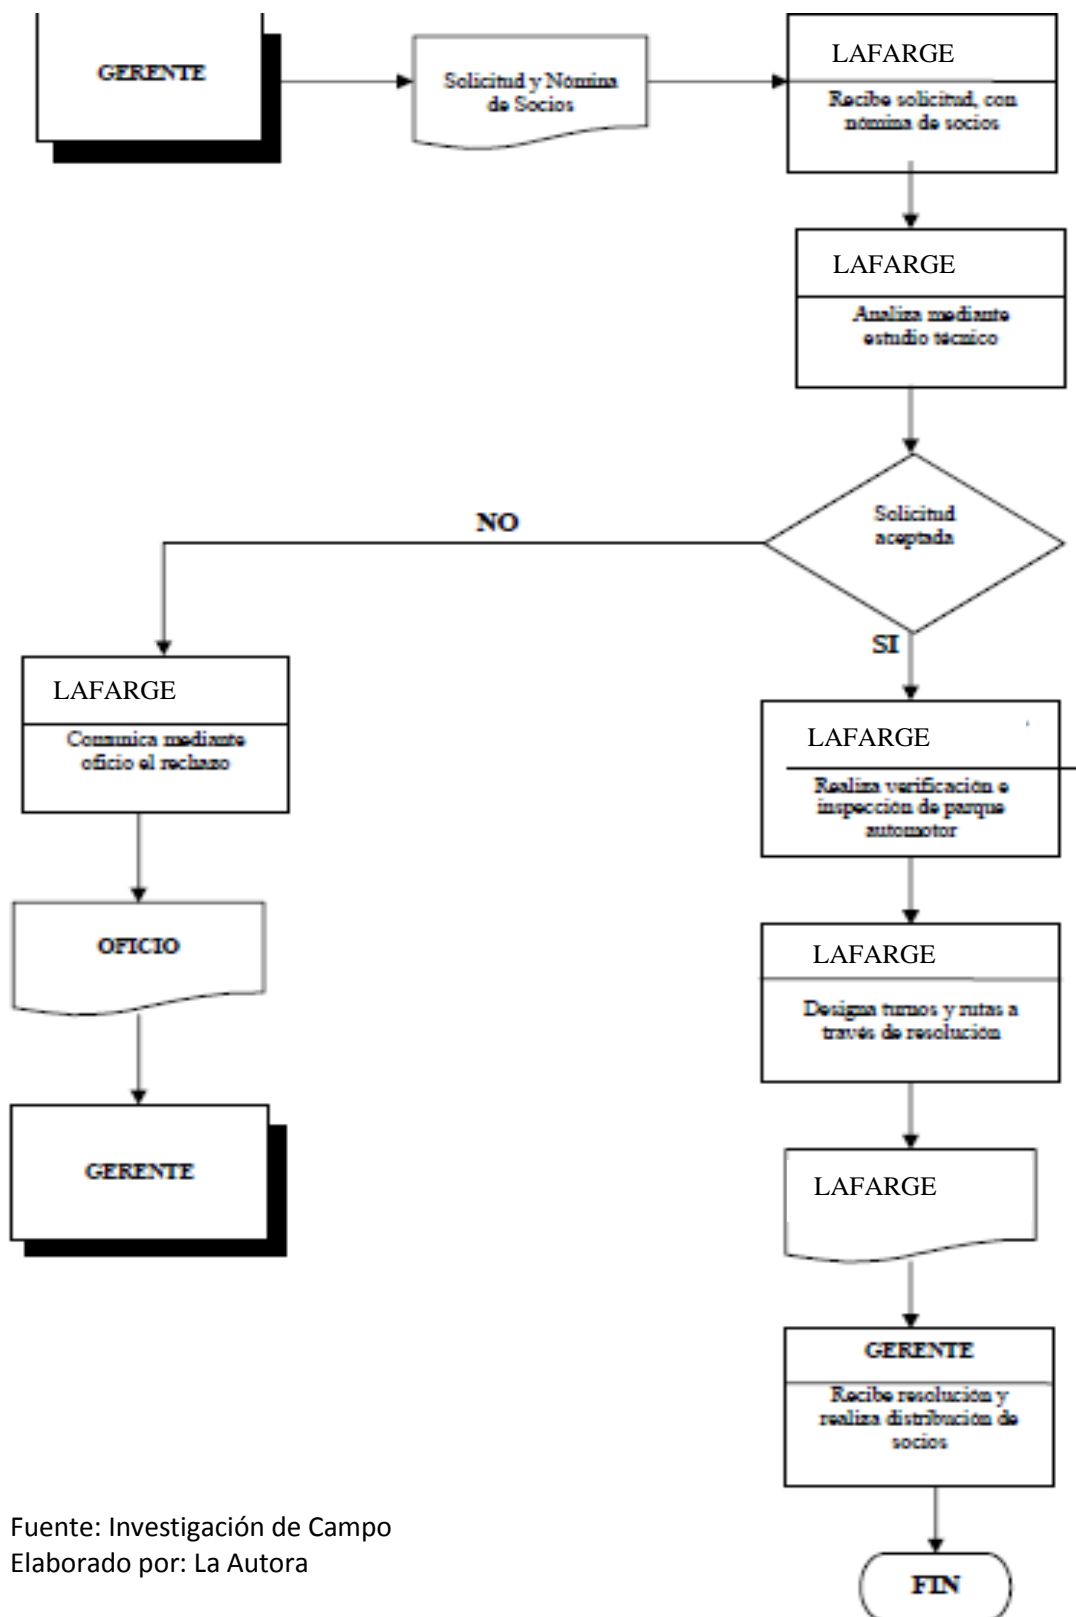 GERENTE
Solicitud y Nómina
de Socios
LAFARGE
Recibe solicitud, con
nómina de socios
LAFARGE
Analiza mediante
estudio técnico
Solicitud
aceptada
NO
SI
LAFARGE
Comunica mediante
oficio el rechazo
OFICIO
GERENTE
LAFARGE
Realiza verificación e
inspección de parque
automotor
LAFARGE
Designa turnos y rutas a
través de resolución
LAFARGE
GERENTE
Recibe resolución y
realiza distribución de
socios
FIN
Fuente: Investigación de Campo
Elaborado por: La Autora